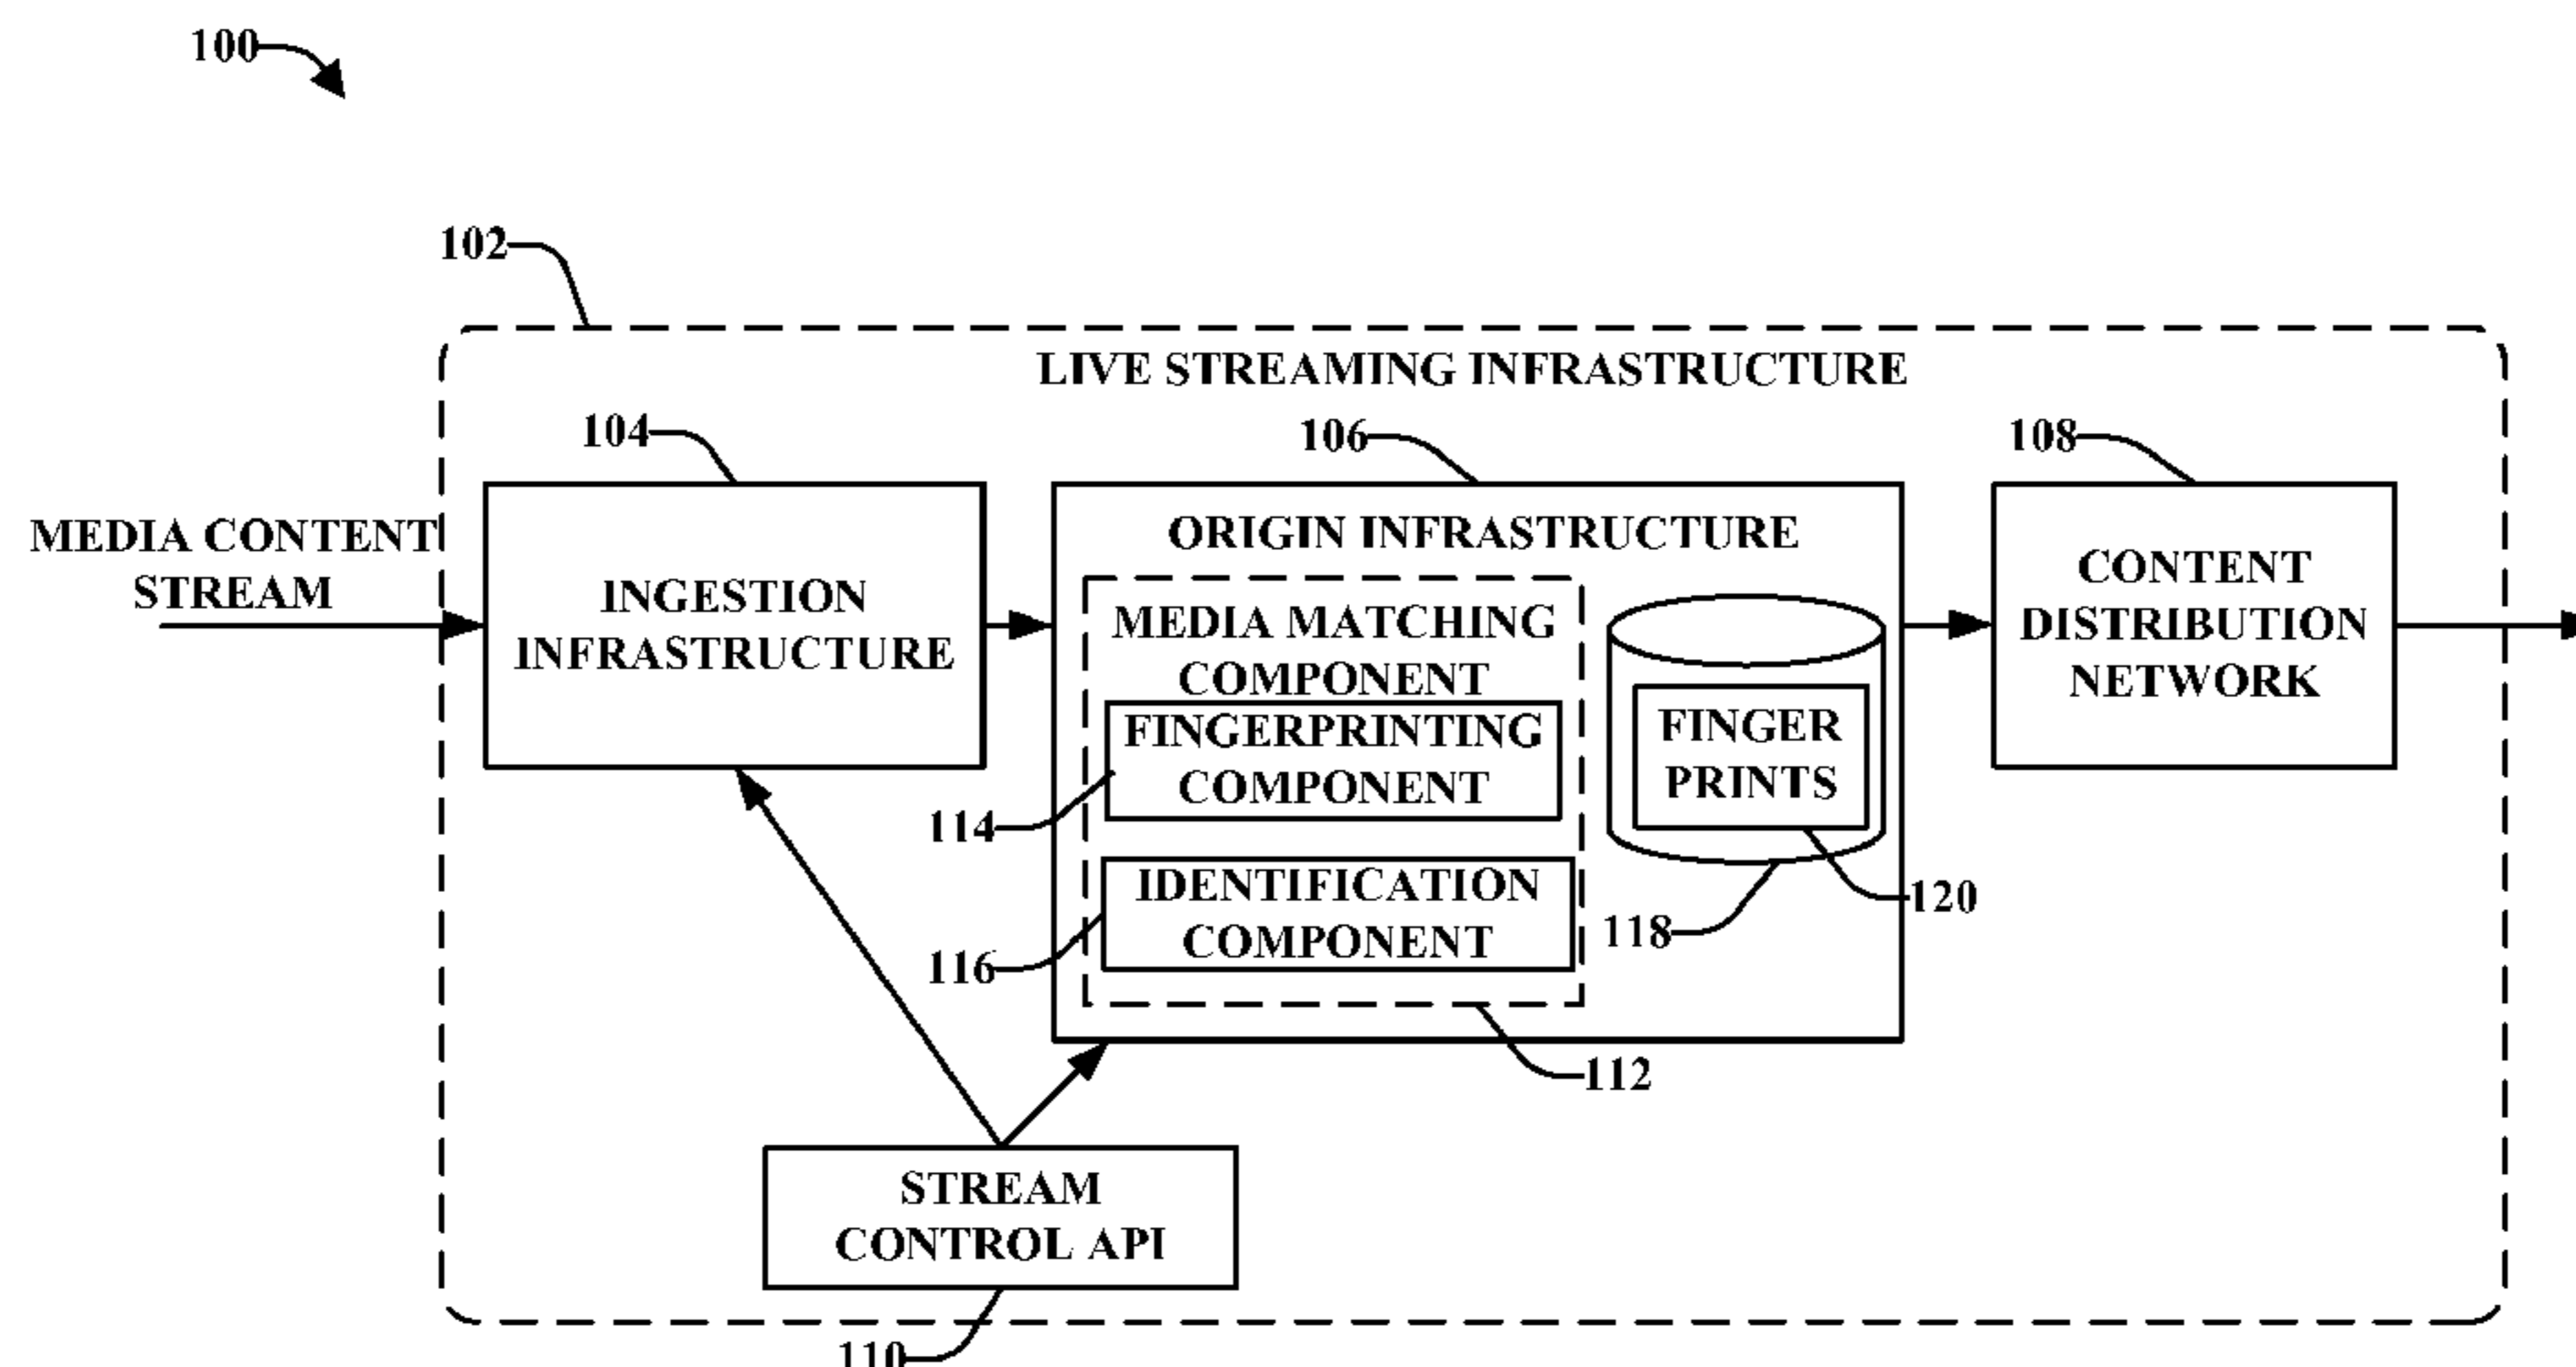 100
102
LIVE STREAMING INFRASTRUCTURE
104
106
108
MEDIA CONTENT
STREAM
INGESTION
INFRASTRUCTURE
ORIGIN INFRASTRUCTURE
MEDIA MATCHING
COMPONENT
FINGERPRINTING
COMPONENT
114
IDENTIFICATION
COMPONENT
116
FINGER
PRINTS
120
118
112
CONTENT
DISTRIBUTION
NETWORK
STREAM
CONTROL API
110